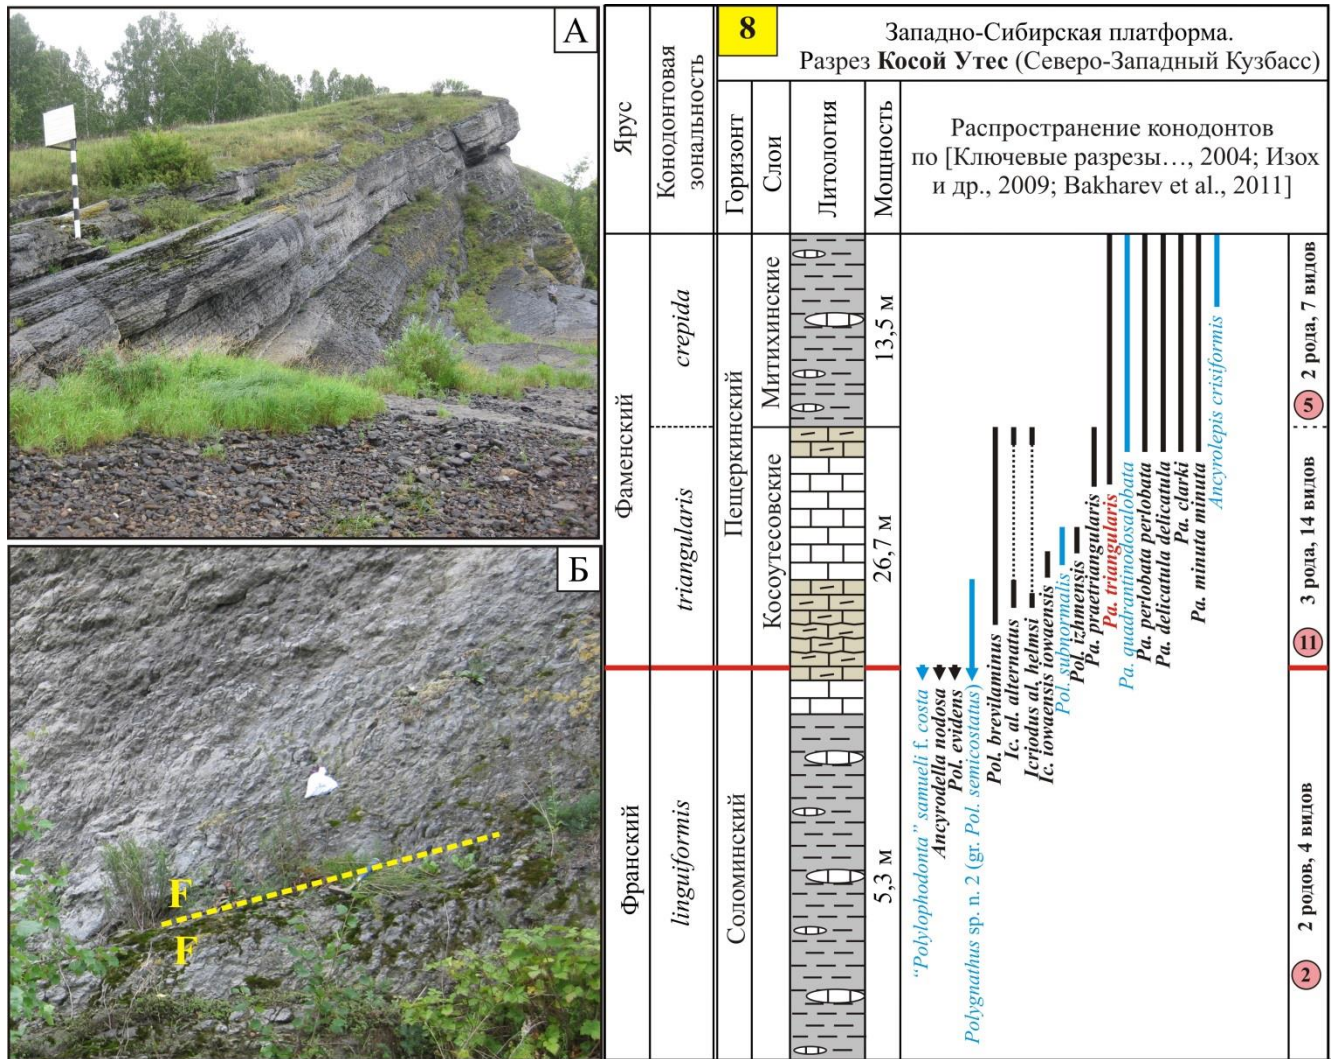 А
Б
F
F
8
Западно-Сибирская платформа.
Разрез Косой Утес (Северо-Западный Кузбасс)
Ярус
Конодонтовая
зональность
Горизонт
Слои
Литология
Мощность
Распространение конодонтов
по [Ключевые разрезы…, 2004; Изох
и др., 2009; Bakharev et al., 2011]
Фаменский
Франский
crepida
triangularis
linguiformis
Пещеркинский
Соломинский
Митихинские
Косоутесовские
13,5 м
26,7 м
5,3 м
"Polylophodonta" samueli f. costa
Ancyrodella nodosa
Pol. evidens
Polygnathus sp. n. 2 (gr. Pol. semicostatus)
Pol. brevilaminus
Ic. al. alternatus
Icriodus al. helmsi
Ic. iowaensis iowaensis
Pol. subnormalis
Pol. izhmensis
Pa. praetriangularis
Pa. triangularis
Pa. quadrantinodosalobata
Pa. perlobata perlobata
Pa. delicatula delicatula
Pa. clarki
Pa. minuta minuta
Ancyrolepis crisiformis
2 рода, 7 видов
5
3 рода, 14 видов
11
2 родов, 4 видов
2